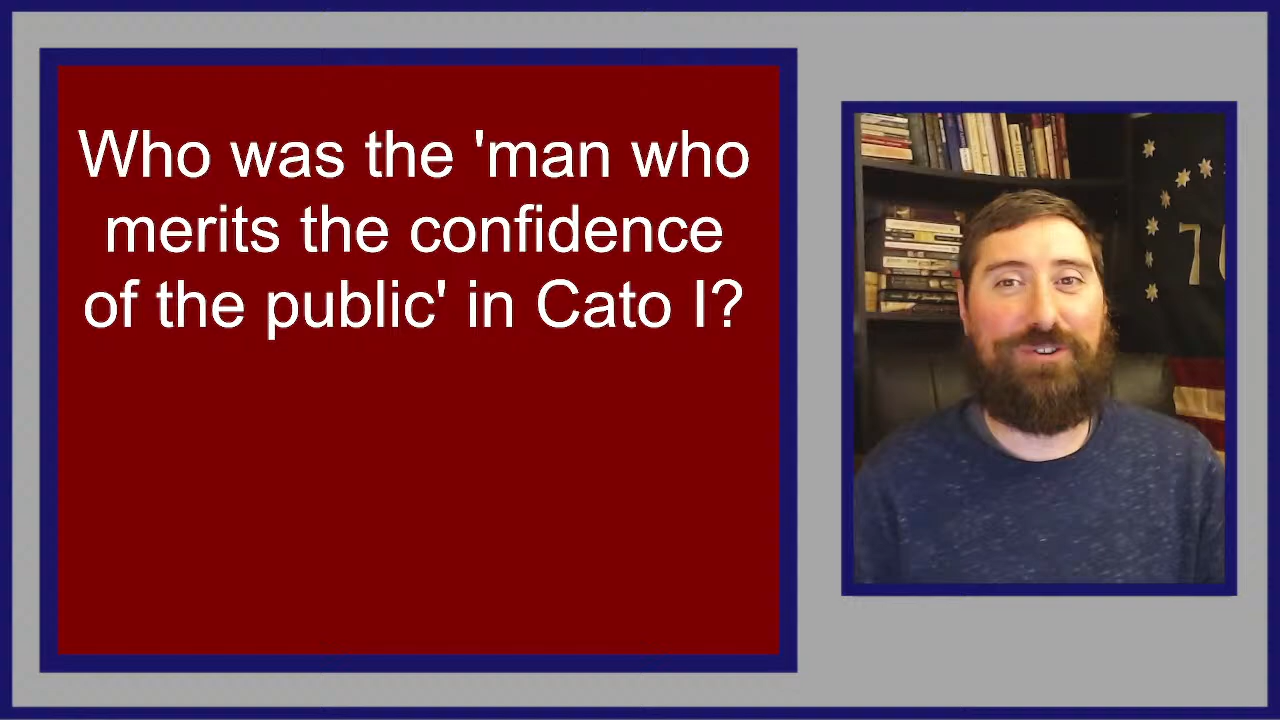 Who was the 'man who
merits the confidence
of the public' in Cato I?